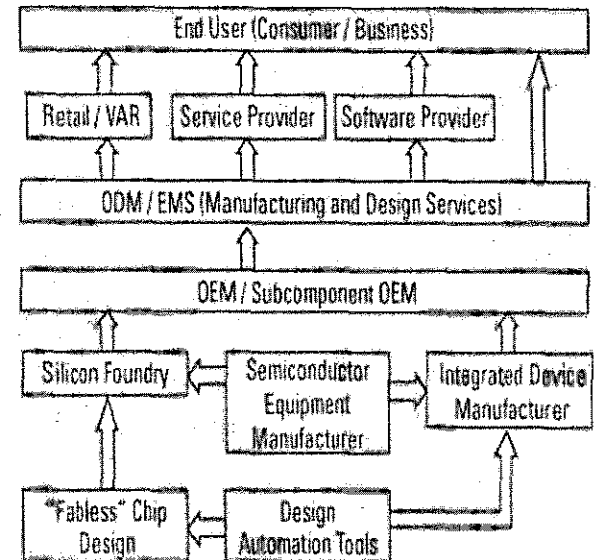 End User (Consumer / Business)
Retail / VAR
Service Provider
Software Provider
ODM / EMS (Manufacturing and Design Services)
OEM / Subcomponent OEM
Silicon Foundry
Semiconductor
Equipment
Manufacturer
Integrated Device
Manufacturer
"Fabless" Chip
Design
Design
Automation Tools